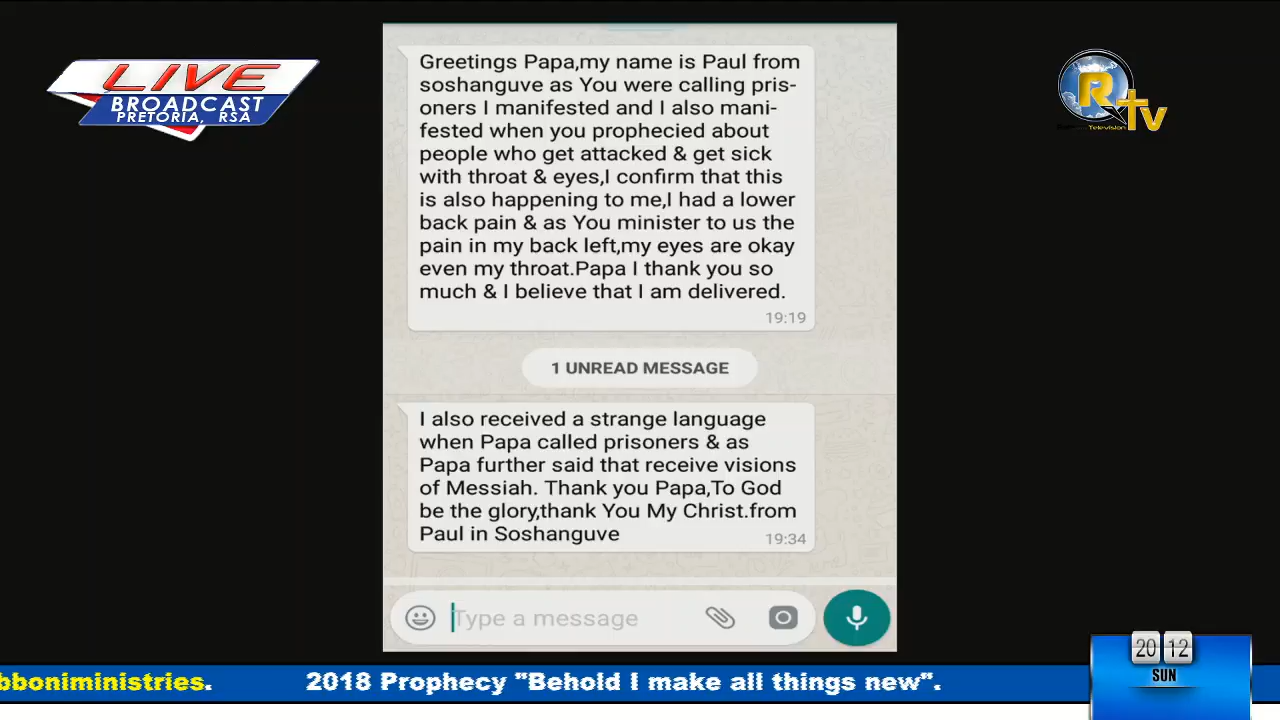 LIVE
BROADCAST
PRETORIA, RSA
R tv
Television
Greetings Papa,my name is Paul from
soshanguve as You were calling pris-
oners I manifested and I also mani-
fested when you prophecied about
people who get attacked & get sick
with throat & eyes,I confirm that this
is also happening to me,I had a lower
back pain & as You minister to us the
pain in my back left,my eyes are okay
even my throat.Papa I thank you so
much & I believe that I am delivered.
19:19
1 UNREAD MESSAGE
I also received a strange language
when Papa called prisoners & as
Papa further said that receive visions
of Messiah. Thank you Papa,To God
be the glory,thank You My Christ.from
Paul in Soshanguve
19:34
Type a message
bboniministries. 2018 Prophecy "Behold I make all things new".
20 12
SUN